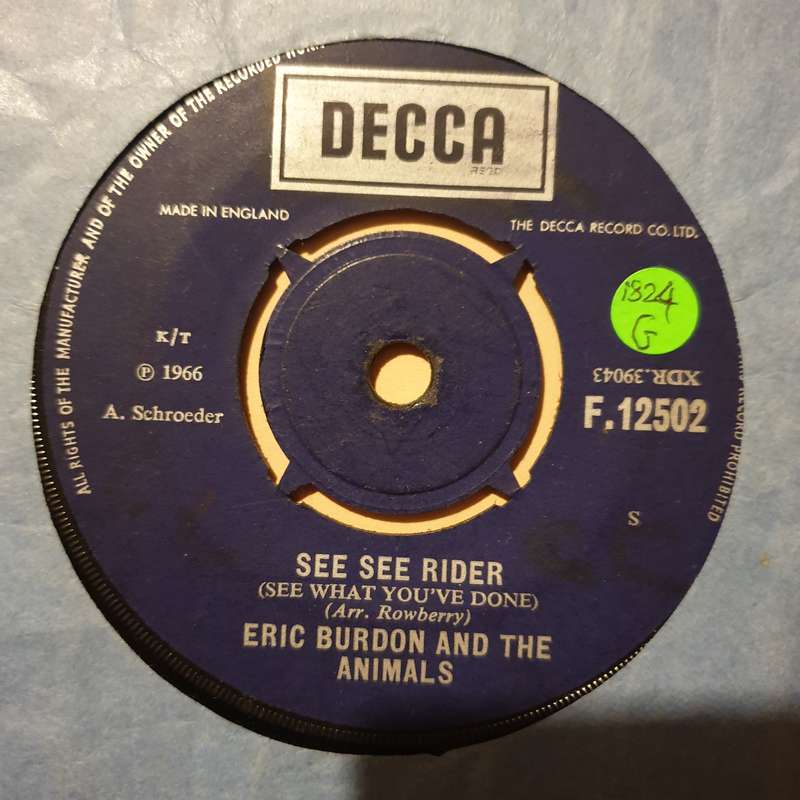 ALL RIGHTS OF THE MANUFACTURER AND OF THE OWNER OF THE RECORDED WORK
DECCA
MADE IN ENGLAND
THE DECCA RECORD CO. LTD.
1824
G
K/T
℗ 1966
A. Schroeder
XDR.39043
F.12502
RECORD PROHIBITED
S
SEE SEE RIDER
(SEE WHAT YOU'VE DONE)
(Arr. Rowberry)
ERIC BURDON AND THE
ANIMALS